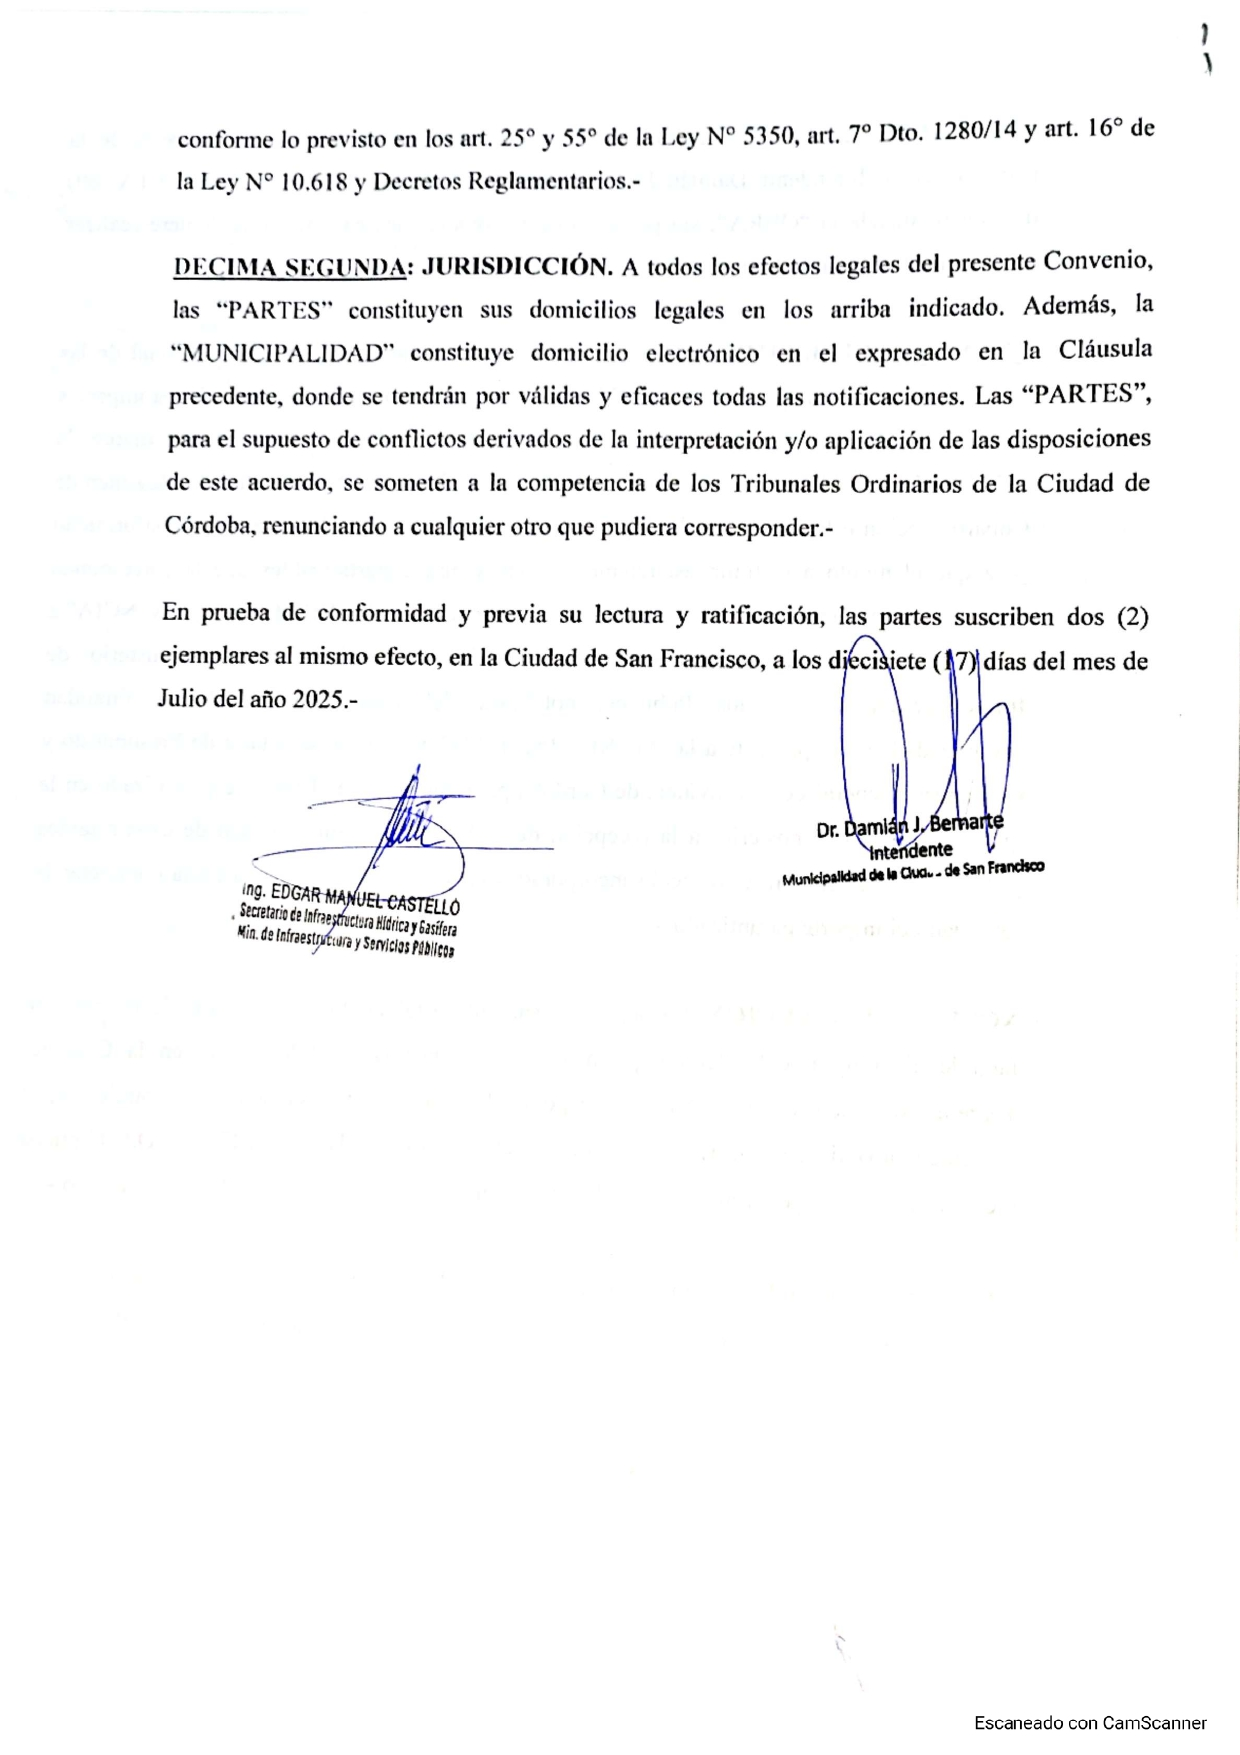 conforme lo previsto en los art. 25° y 55° de la Ley N° 5350, art. 7° Dto. 1280/14 y art. 16° de
la Ley N° 10.618 y Decretos Reglamentarios.-
DECIMA SEGUNDA: JURISDICCIÓN. A todos los efectos legales del presente Convenio,
las “PARTES” constituyen sus domicilios legales en los arriba indicado. Además, la
“MUNICIPALIDAD” constituye domicilio electrónico en el expresado en la Cláusula
precedente, donde se tendrán por válidas y eficaces todas las notificaciones. Las “PARTES”,
para el supuesto de conflictos derivados de la interpretación y/o aplicación de las disposiciones
de este acuerdo, se someten a la competencia de los Tribunales Ordinarios de la Ciudad de
Córdoba, renunciando a cualquier otro que pudiera corresponder.-
En prueba de conformidad y previa su lectura y ratificación, las partes suscriben dos (2)
ejemplares al mismo efecto, en la Ciudad de San Francisco, a los diecisiete (17) días del mes de
Julio del año 2025.-
Dr. Damián J. Bernarte
Intendente
Municipalidad de la Ciudad de San Francisco
Ing. EDGAR MANUEL CASTELLÓ
Secretario de Infraestructura Hídrica y Gasífera
Min. de Infraestructura y Servicios Públicos
Escaneado con CamScanner